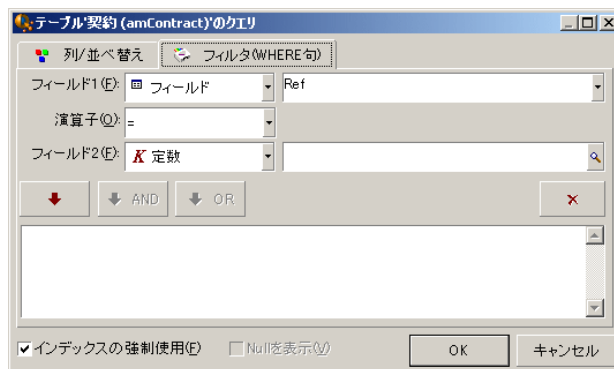 テーブル'契約 (amContract)'のクエリ
列/並べ替え フィルタ(WHERE句)
フィールド1(F): フィールド Ref
演算子(O): =
フィールド2(F): K 定数
AND OR
インデックスの強制使用(F) Nullを表示(V) OK キャンセル